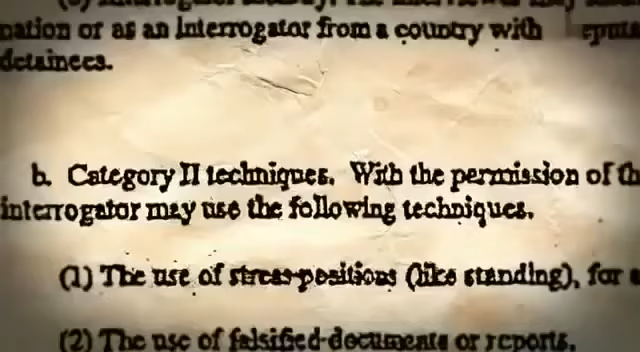 nation or as an interrogator from a country with
detainees.
b. Category II techniques. With the permission of th
interrogator may use the following techniques.
(1) The use of stress-positions (like standing), for a
(2) The use of falsified-documents or reports.